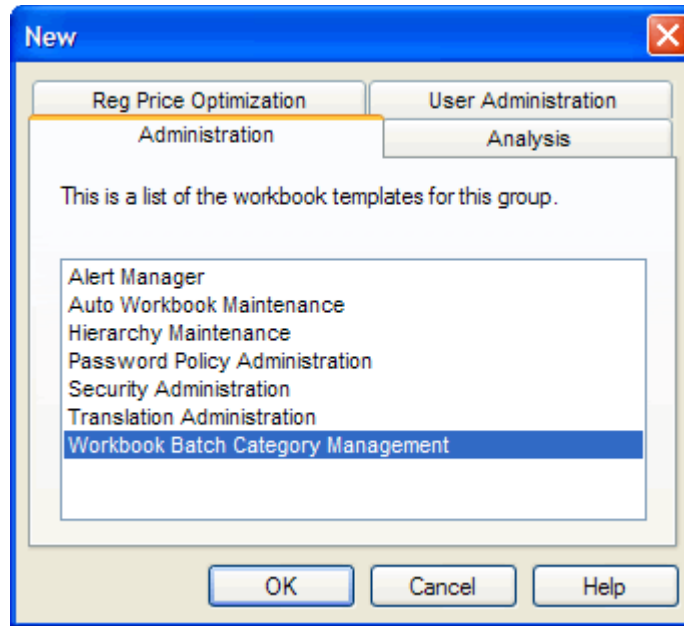 New
Reg Price Optimization
User Administration
Administration
Analysis
This is a list of the workbook templates for this group.
Alert Manager
Auto Workbook Maintenance
Hierarchy Maintenance
Password Policy Administration
Security Administration
Translation Administration
Workbook Batch Category Management
OK
Cancel
Help